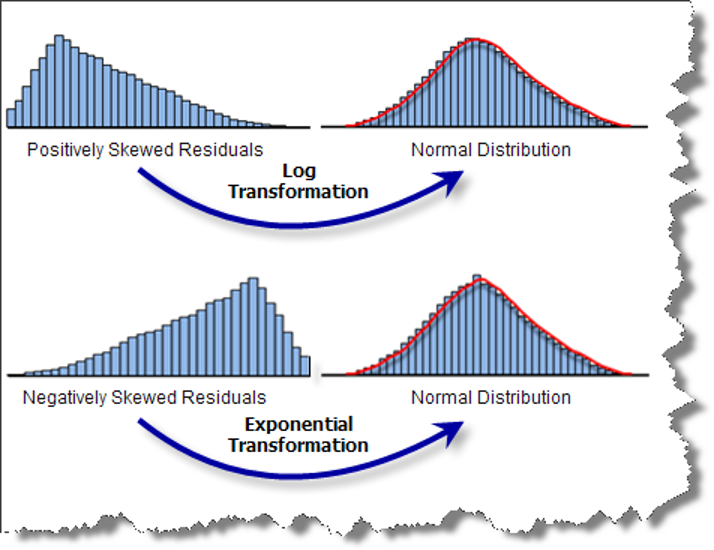 Positively Skewed Residuals
Normal Distribution
Log
Transformation
Negatively Skewed Residuals
Normal Distribution
Exponential
Transformation